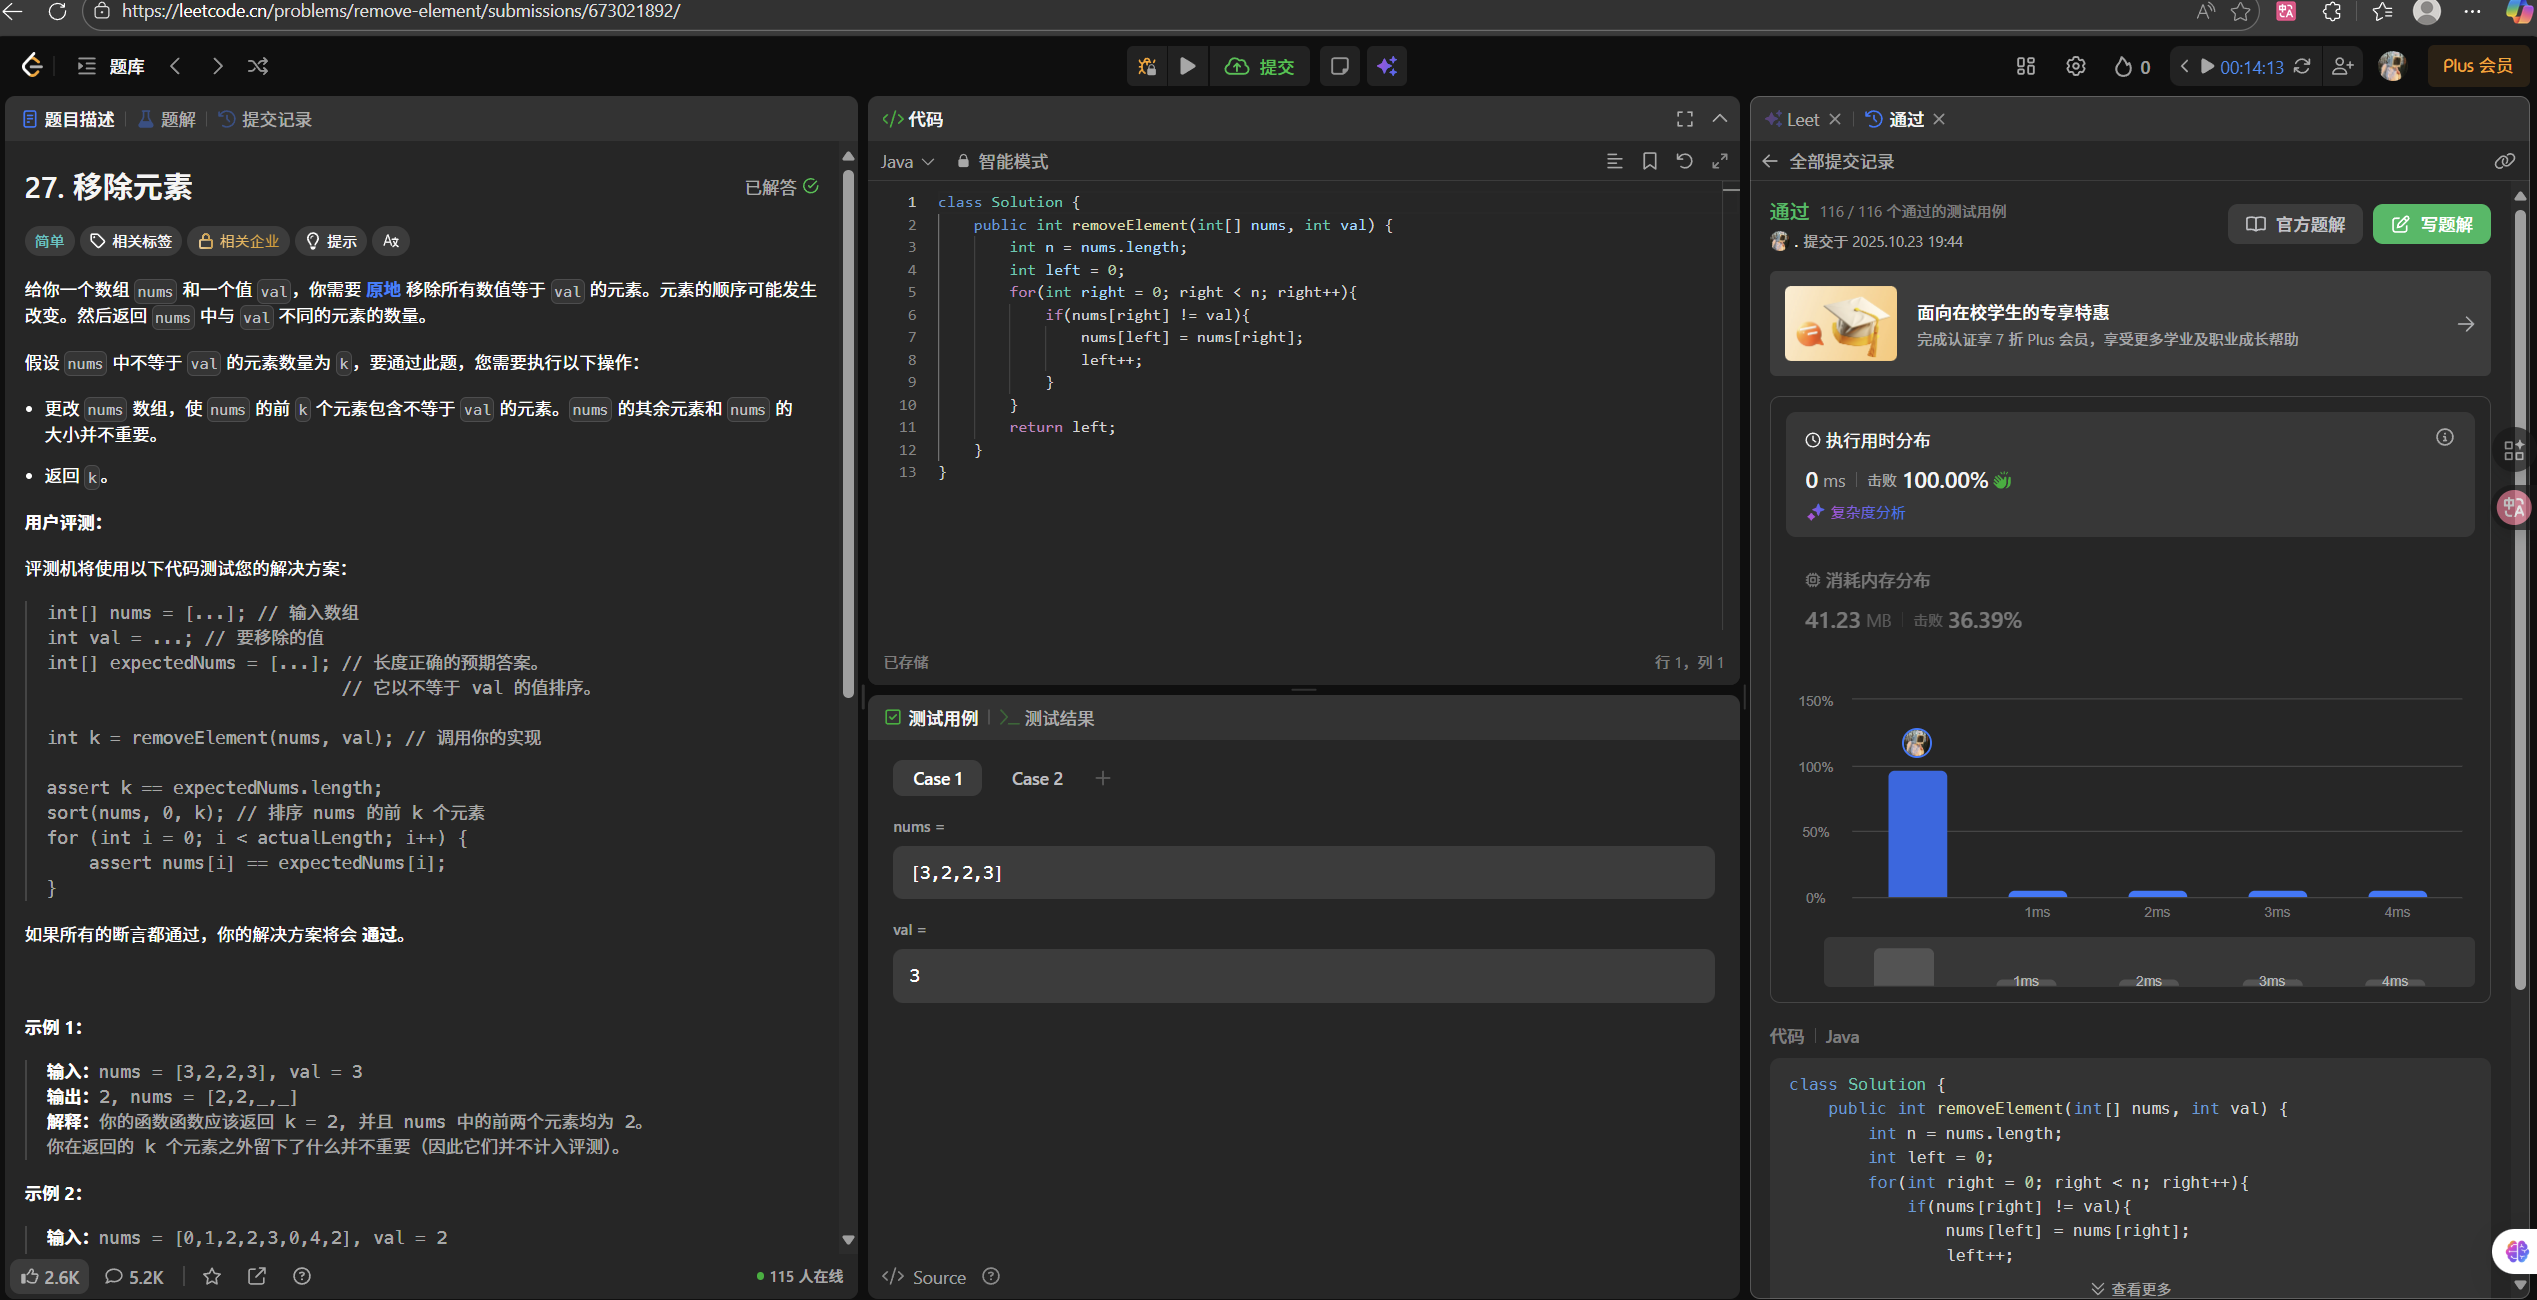 https://leetcode.cn/problems/remove-element/submissions/673021892/
题库
提交
0
00:14:13
Plus 会员
题目描述
题解
提交记录
27. 移除元素
已解答
简单
相关标签
相关企业
提示
给你一个数组 nums 和一个值 val，你需要 原地 移除所有数值等于 val 的元素。元素的顺序可能发生
改变。然后返回 nums 中与 val 不同的元素的数量。
假设 nums 中不等于 val 的元素数量为 k，要通过此题，您需要执行以下操作：
• 更改 nums 数组，使 nums 的前 k 个元素包含不等于 val 的元素。nums 的其余元素和 nums 的
大小并不重要。
• 返回 k。
用户评测：
评测机将使用以下代码测试您的解决方案：
int[] nums = [...]; // 输入数组
int val = ...; // 要移除的值
int[] expectedNums = [...]; // 长度正确的预期答案。
// 它以不等于 val 的值排序。
int k = removeElement(nums, val); // 调用你的实现
assert k == expectedNums.length;
sort(nums, 0, k); // 排序 nums 的前 k 个元素
for (int i = 0; i < actualLength; i++) {
assert nums[i] == expectedNums[i];
}
如果所有的断言都通过，你的解决方案将会 通过。
示例 1：
输入：nums = [3,2,2,3], val = 3
输出：2, nums = [2,2,_,_]
解释：你的函数函数应该返回 k = 2, 并且 nums 中的前两个元素均为 2。
你在返回的 k 个元素之外留下了什么并不重要（因此它们并不计入评测）。
示例 2：
输入：nums = [0,1,2,2,3,0,4,2], val = 2
2.6K
5.2K
115 人在线
代码
Java
智能模式
1 class Solution {
2 public int removeElement(int[] nums, int val) {
3 int n = nums.length;
4 int left = 0;
5 for(int right = 0; right < n; right++){
6 if(nums[right] != val){
7 nums[left] = nums[right];
8 left++;
9 }
10 }
11 return left;
12 }
13 }
已存储
行 1，列 1
测试用例
测试结果
Case 1
Case 2
nums =
[3,2,2,3]
val =
3
Source
Leet
通过
全部提交记录
通过 116 / 116 个通过的测试用例
. 提交于 2025.10.23 19:44
官方题解
写题解
面向在校学生的专享特惠
完成认证享 7 折 Plus 会员，享受更多学业及职业成长帮助
执行用时分布
0 ms 击败 100.00%
复杂度分析
消耗内存分布
41.23 MB 击败 36.39%
150%
100%
50%
0%
1ms 2ms 3ms 4ms
1ms 2ms 3ms 4ms
代码 Java
class Solution {
public int removeElement(int[] nums, int val) {
int n = nums.length;
int left = 0;
for(int right = 0; right < n; right++){
if(nums[right] != val){
nums[left] = nums[right];
left++;
查看更多